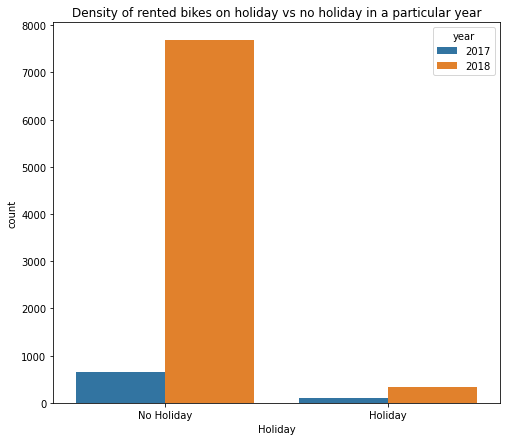 Density of rented bikes on holiday vs no holiday in a particular year
year
2017
2018
8000
7000
6000
5000
4000
3000
2000
1000
0
count
No Holiday
Holiday
Holiday